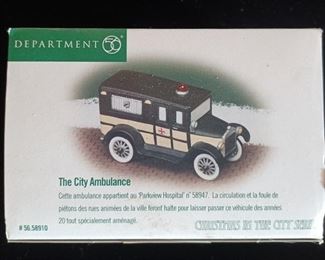 DEPARTMENT 56
The City Ambulance
Cette ambulance appartient au "Parkview Hospital" n° 58947. La circulation et la foule de
piétons des rues animées de la ville feront halte pour laisser passer ce véhicule des années
20 tout spécialement aménagé.
# 56.58910
CHRISTMAS IN THE CITY SERIES